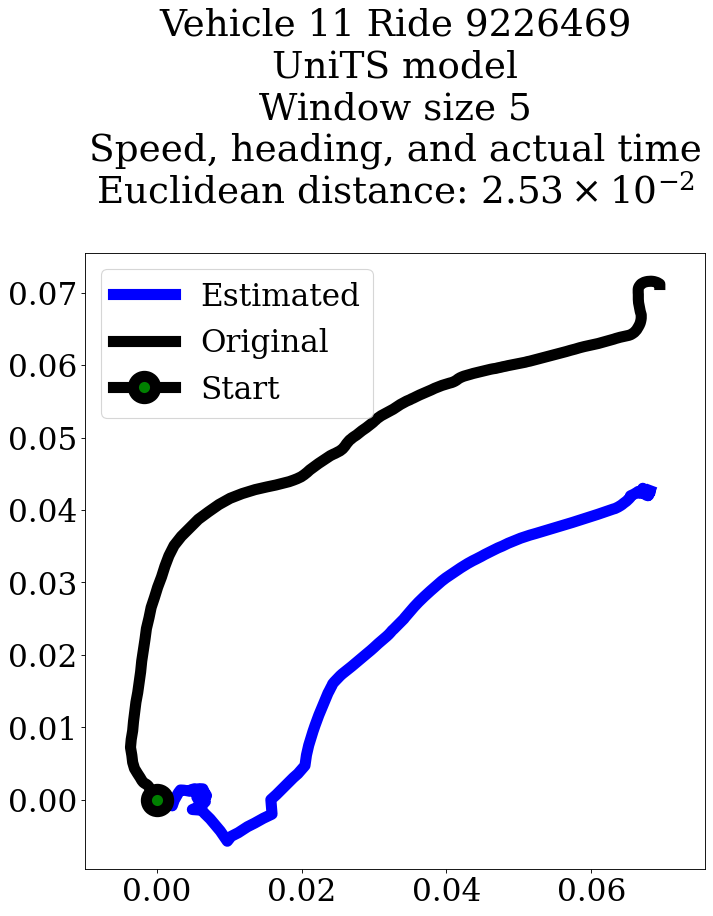 Vehicle 11 Ride 9226469
UniTS model
Window size 5
Speed, heading, and actual time
Euclidean distance: 2.53 × 10⁻²
Estimated
Original
Start
0.07
0.06
0.05
0.04
0.03
0.02
0.01
0.00
0.00 0.02 0.04 0.06